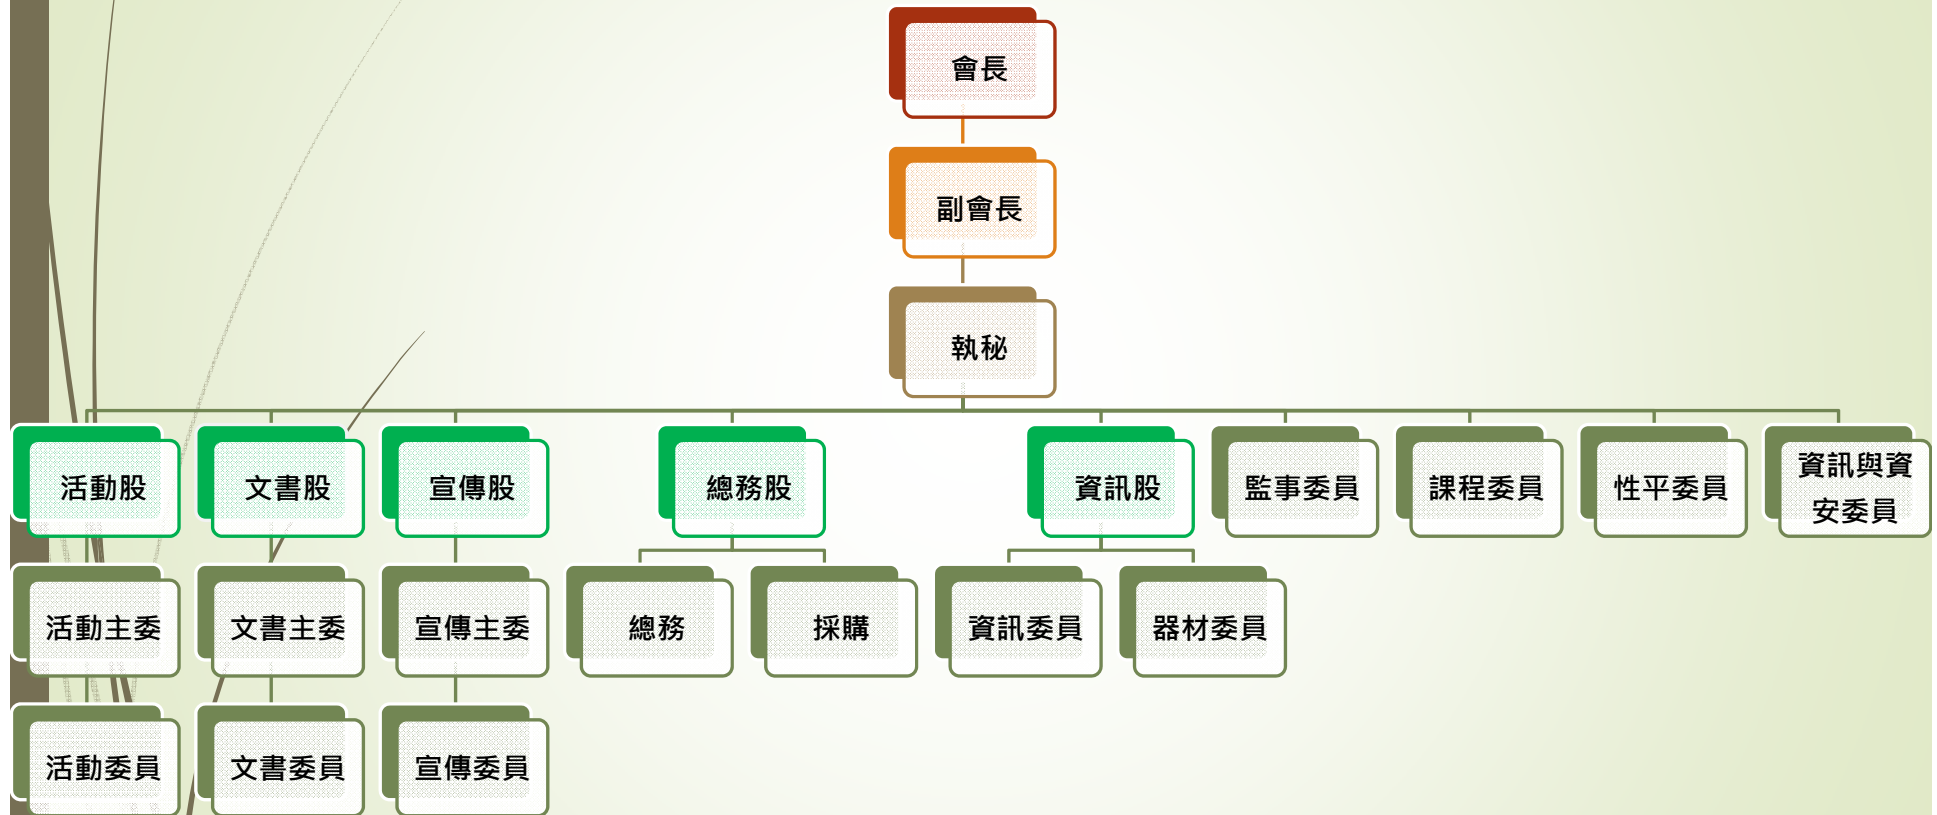 會長
副會長
執秘
活動股
文書股
宣傳股
總務股
資訊股
監事委員
課程委員
性平委員
資訊與資
安委員
活動主委
文書主委
宣傳主委
總務
採購
資訊委員
器材委員
活動委員
文書委員
宣傳委員